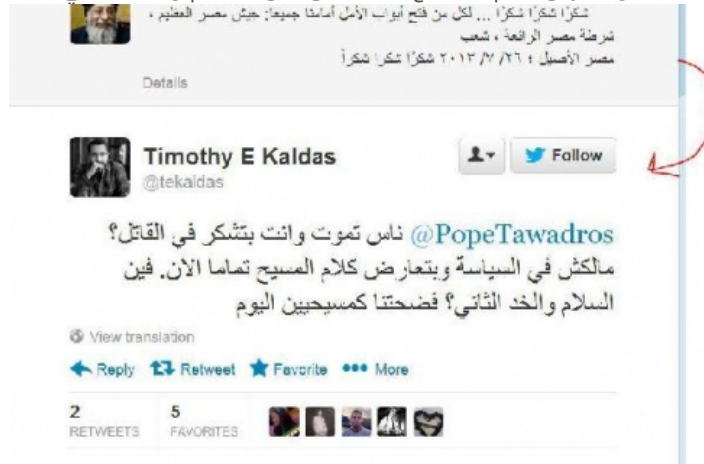 شكرًا شكرًا شكرًا ... لكل من فتح أبواب الأمل أمامنا جميعا: جيش مصر العظيم ،
شرطة مصر الرائعة ، شعب
مصر الأصيل ؛ ٢٦/ ٧/ ٢٠١٣ شكرًا شكرا شكراً
Details
Timothy E Kaldas
@tekaldas
Follow
@PopeTawadros ناس تموت وانت بتشكر في القاتل؟
مالكش في السياسة وبتعارض كلام المسيح تماما الان. فين
السلام والخد الثاني؟ فضحتنا كمسيحيين اليوم
View translation
Reply Retweet Favorite More
2 5
RETWEETS FAVORITES